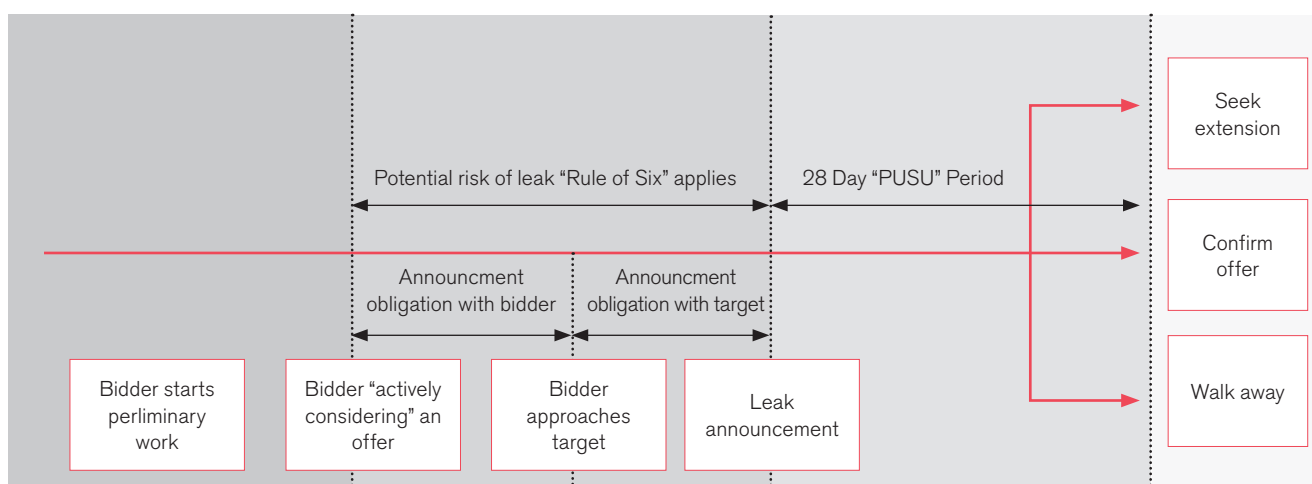 Potential risk of leak “Rule of Six” applies
28 Day “PUSU” Period
Announcment
obligation with bidder
Announcment
obligation with target
Bidder starts
perliminary
work
Bidder “actively
considering” an
offer
Bidder
approaches
target
Leak
announcement
Seek
extension
Confirm
offer
Walk away